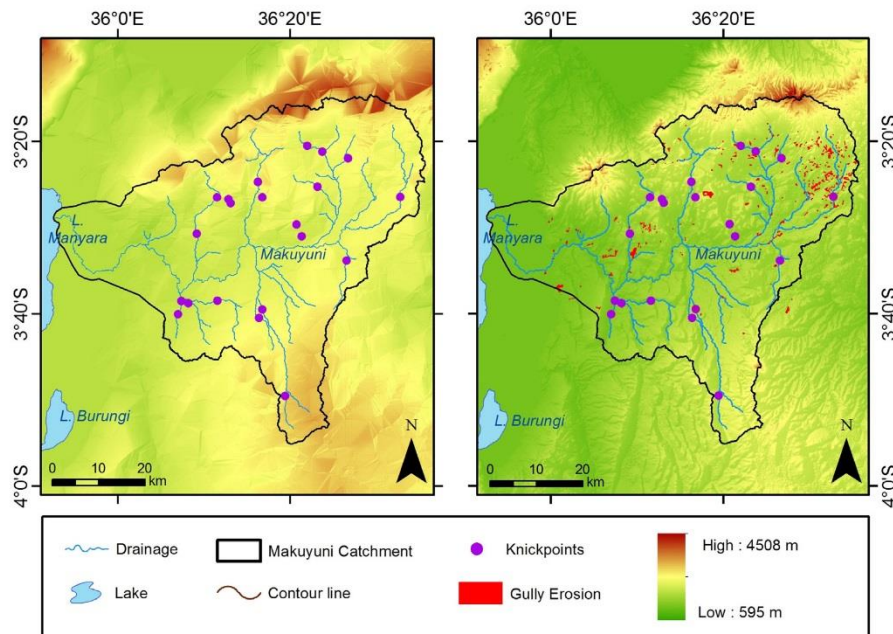 36°0'E 36°20'E 36°0'E 36°20'E
3°20'S 3°20'S
L.
Manyara
Makuyuni
L.
Manyara
Makuyuni
3°40'S 3°40'S
L. Burungi
L. Burungi
N
N
0 10 20
km
0 10 20
km
4°0'S 4°0'S
Drainage
Makuyuni Catchment
Knickpoints
High : 4508 m
Lake
Contour line
Gully Erosion
Low : 595 m